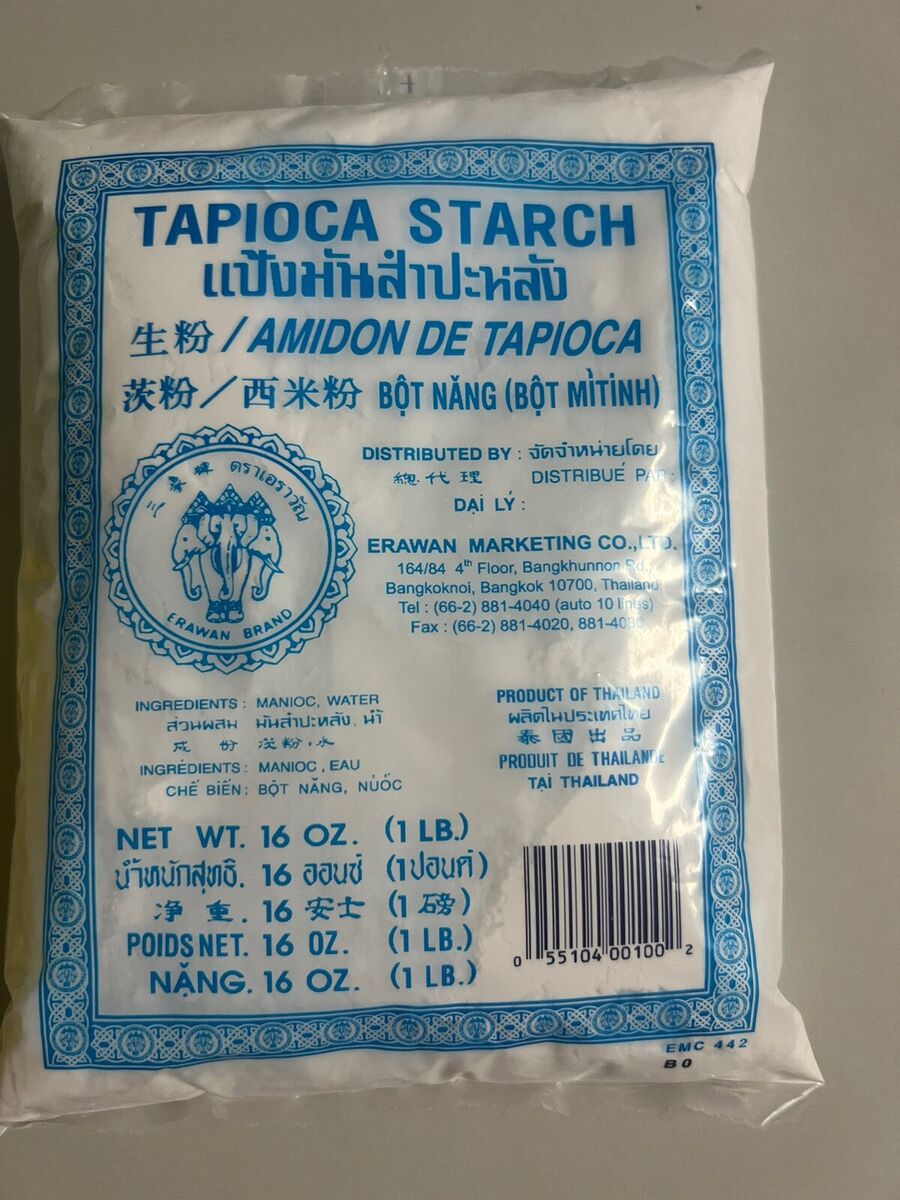 TAPIOCA STARCH
แป้งมันสำปะหลัง
生粉 / AMIDON DE TAPIOCA
茨粉／西米粉 BỘT NĂNG (BỘT MÌTINH)
三象牌 ตราเอราวัณ
ERAWAN BRAND
DISTRIBUTED BY : จัดจำหน่ายโดย
總代理 DISTRIBUÉ PAR :
DẠI LÝ :
ERAWAN MARKETING CO.,LTD.
164/84 4th Floor, Bangkhunnon Rd.,
Bangkoknoi, Bangkok 10700, Thailand
Tel : (66-2) 881-4040 (auto 10 lines)
Fax : (66-2) 881-4020, 881-4030
INGREDIENTS : MANIOC, WATER
ส่วนผสม มันสำปะหลัง, น้ำ
成份 茨粉,水
INGRÉDIENTS : MANIOC, EAU
CHẾ BIẾN : BỘT NĂNG, NƯỚC
PRODUCT OF THAILAND
ผลิตในประเทศไทย
泰國出品
PRODUIT DE THAILANDE
TẠI THAILAND
NET WT. 16 OZ. (1 LB.)
น้ำหนักสุทธิ. 16 ออนซ์ (1ปอนด์)
净重. 16 安士 (1 磅)
POIDS NET. 16 OZ. (1 LB.)
NẶNG. 16 OZ. (1 LB.)
0 55104 00100 2
EMC 442
B0